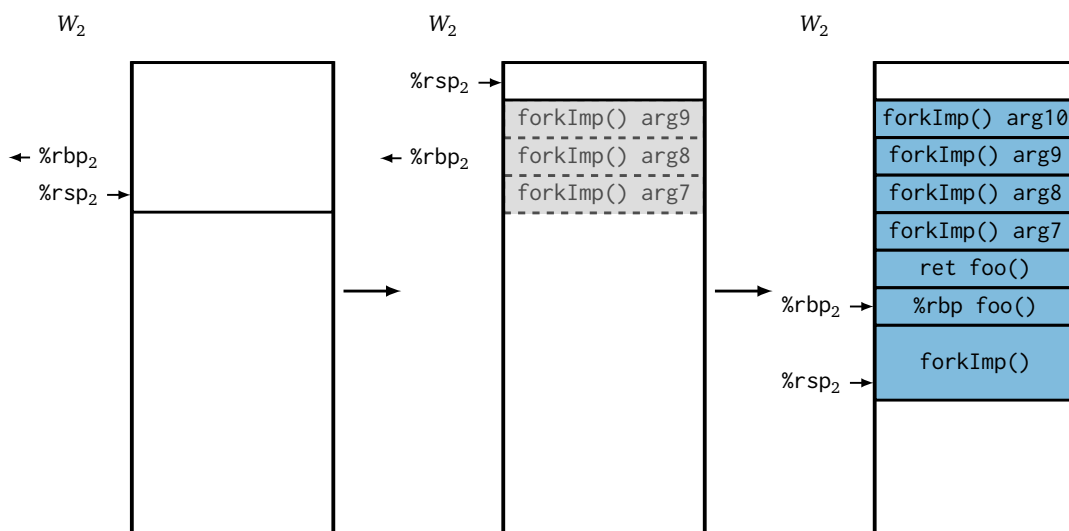 W₂
%rbp₂
%rsp₂
W₂
%rsp₂
forkImp() arg9
%rbp₂
forkImp() arg8
forkImp() arg7
W₂
forkImp() arg10
forkImp() arg9
forkImp() arg8
forkImp() arg7
ret foo()
%rbp₂
%rbp foo()
forkImp()
%rsp₂